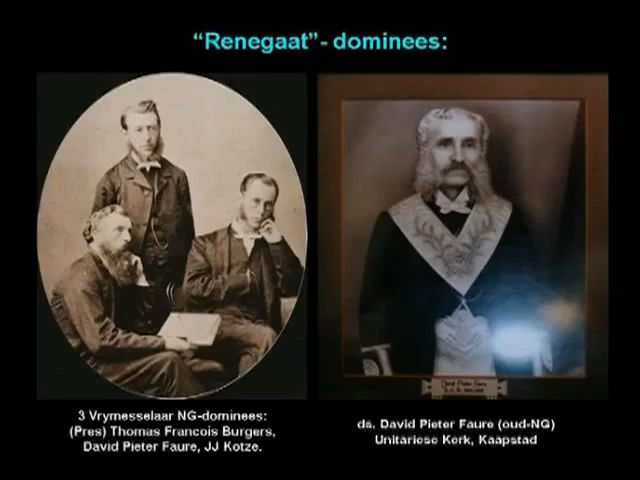 “Renegaat”- dominees:
3 Vrymesselaar NG-dominees:
(Pres) Thomas Francois Burgers,
David Pieter Faure, JJ Kotze.
ds. David Pieter Faure (oud-NG)
Unitariese Kerk, Kaapstad